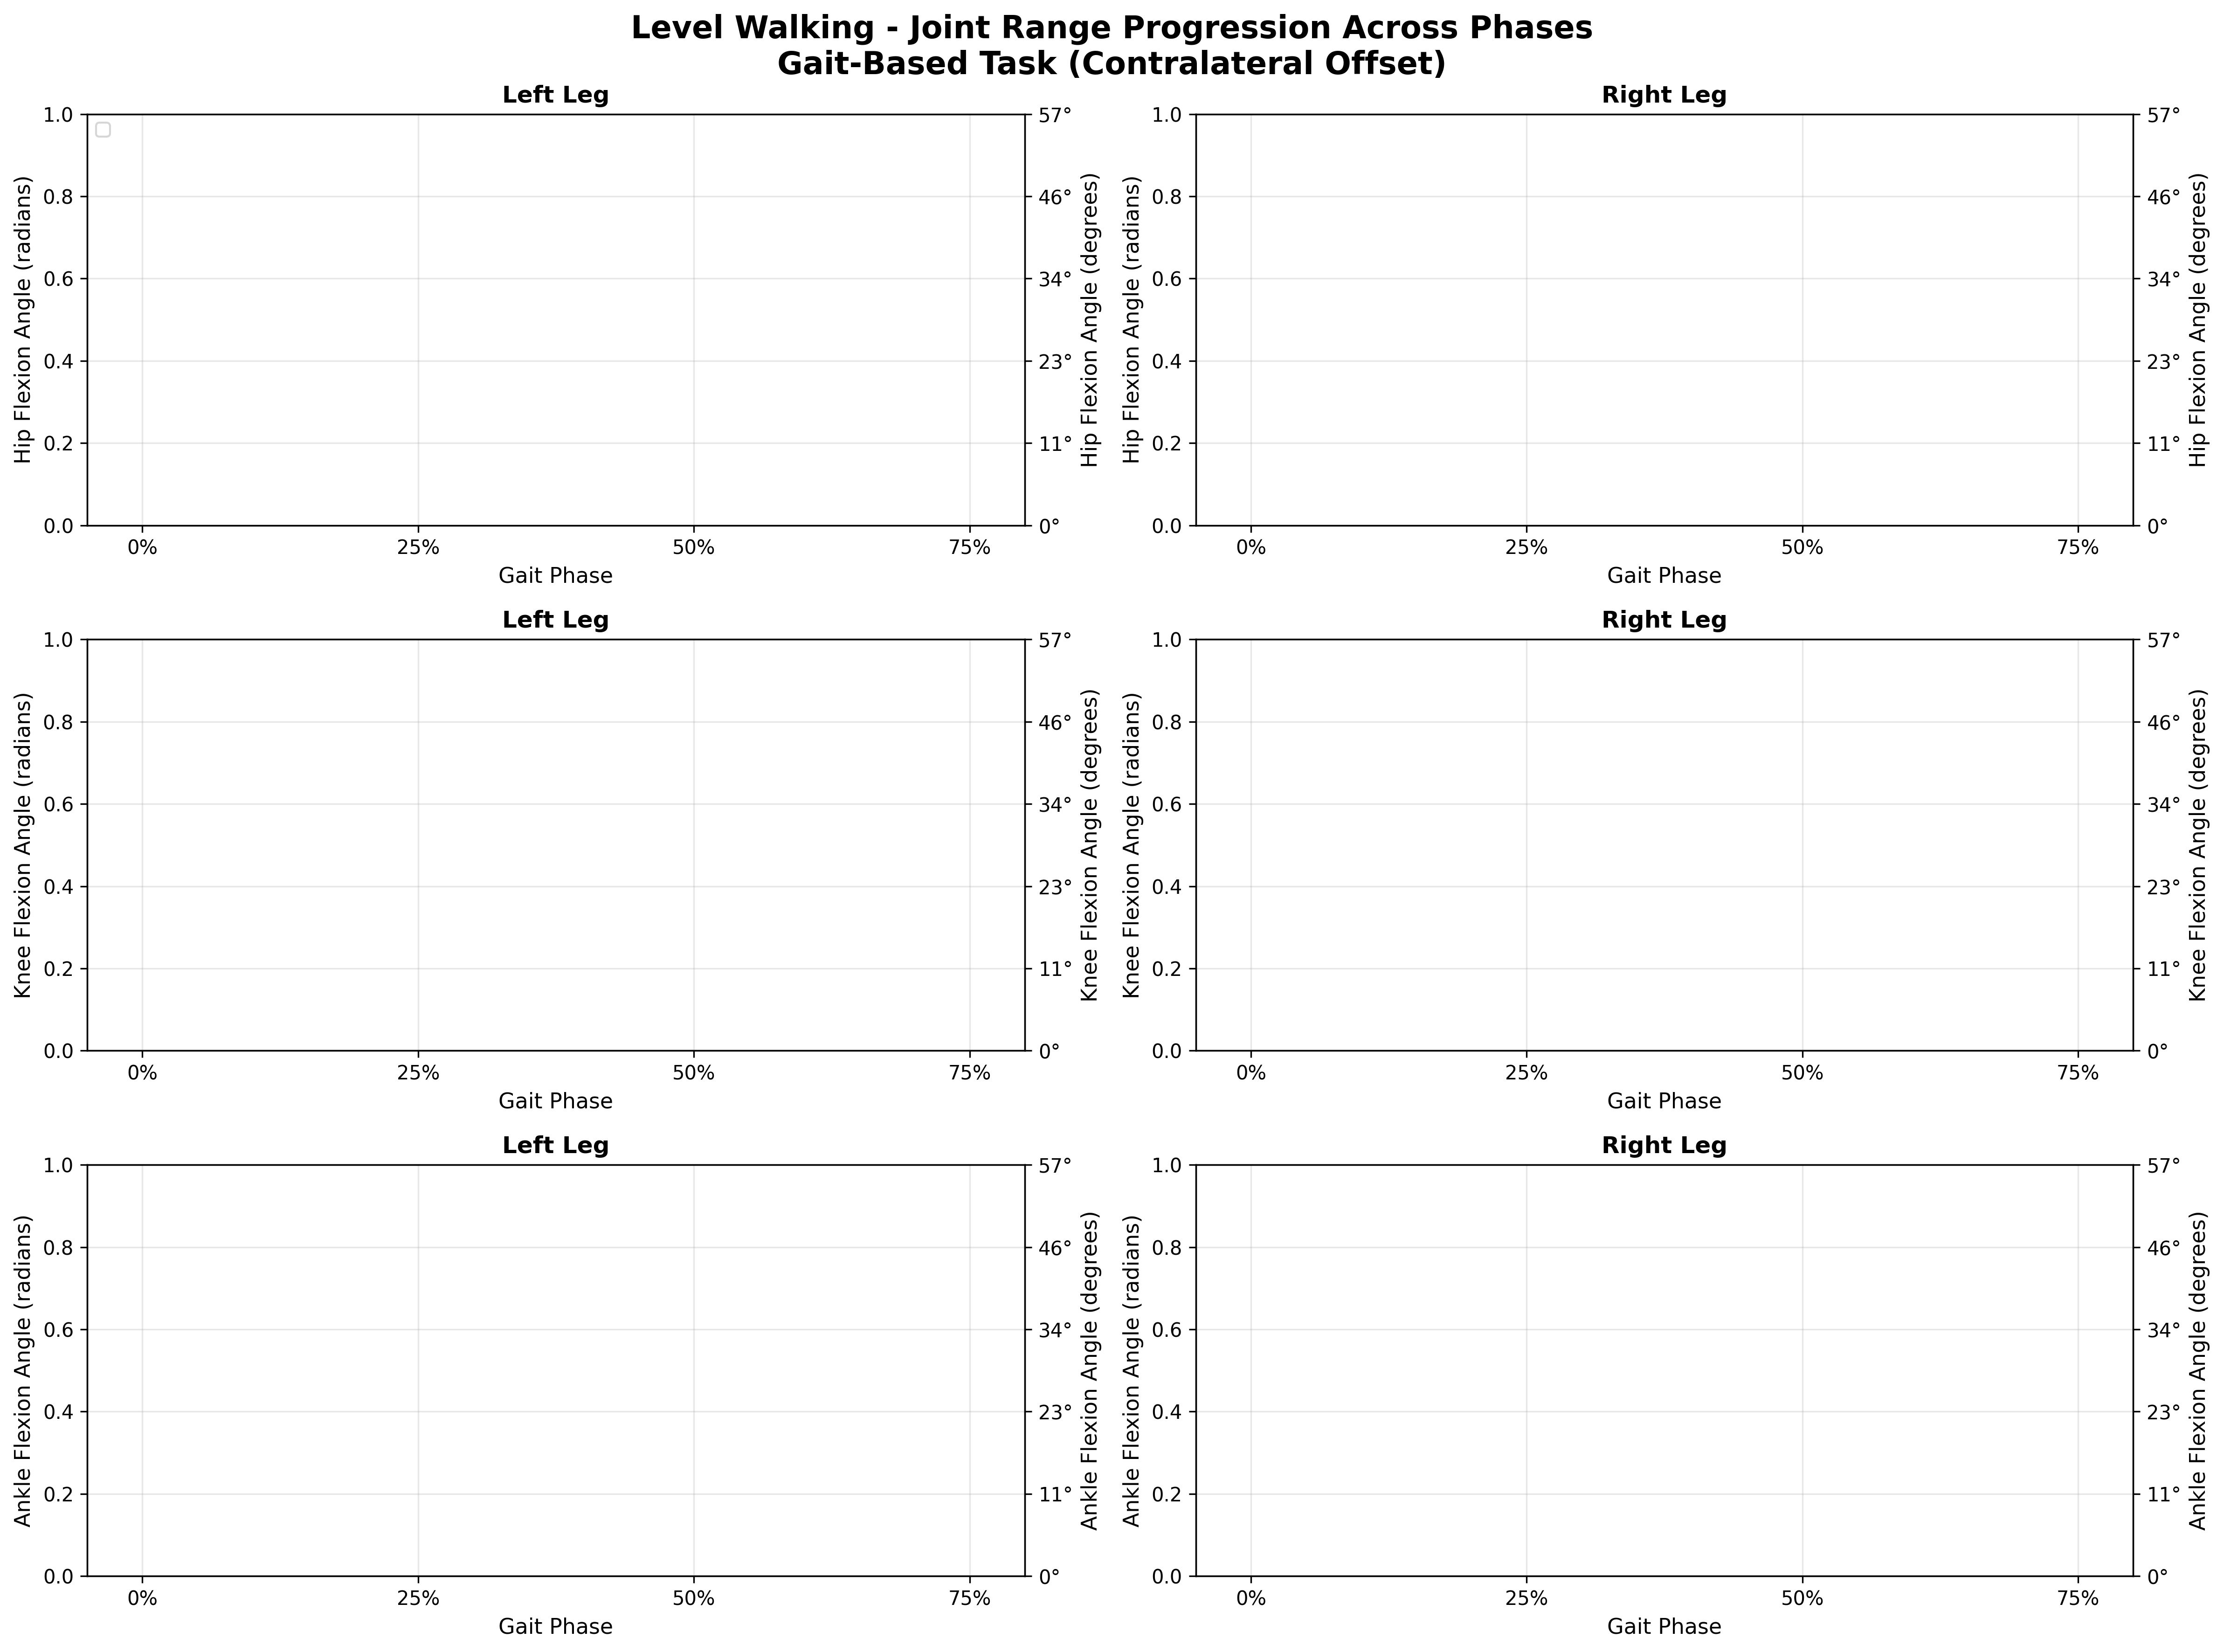 Level Walking - Joint Range Progression Across Phases
Gait-Based Task (Contralateral Offset)
Left Leg
Hip Flexion Angle (radians)
1.0
0.8
0.6
0.4
0.2
0.0
57°
46°
34°
23°
11°
0°
Hip Flexion Angle (degrees)
0% 25% 50% 75%
Gait Phase
Right Leg
Hip Flexion Angle (radians)
1.0
0.8
0.6
0.4
0.2
0.0
57°
46°
34°
23°
11°
0°
Hip Flexion Angle (degrees)
0% 25% 50% 75%
Gait Phase
Left Leg
Knee Flexion Angle (radians)
1.0
0.8
0.6
0.4
0.2
0.0
57°
46°
34°
23°
11°
0°
Knee Flexion Angle (degrees)
0% 25% 50% 75%
Gait Phase
Right Leg
Knee Flexion Angle (radians)
1.0
0.8
0.6
0.4
0.2
0.0
57°
46°
34°
23°
11°
0°
Knee Flexion Angle (degrees)
0% 25% 50% 75%
Gait Phase
Left Leg
Ankle Flexion Angle (radians)
1.0
0.8
0.6
0.4
0.2
0.0
57°
46°
34°
23°
11°
0°
Ankle Flexion Angle (degrees)
0% 25% 50% 75%
Gait Phase
Right Leg
Ankle Flexion Angle (radians)
1.0
0.8
0.6
0.4
0.2
0.0
57°
46°
34°
23°
11°
0°
Ankle Flexion Angle (degrees)
0% 25% 50% 75%
Gait Phase